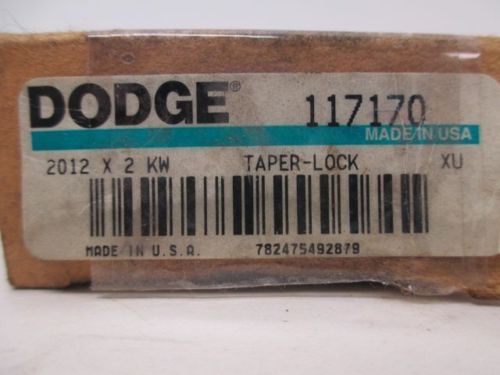 DODGE® 117170
MADE IN USA
2012 X 2 KW TAPER-LOCK XU
MADE IN U.S.A. 782475492879